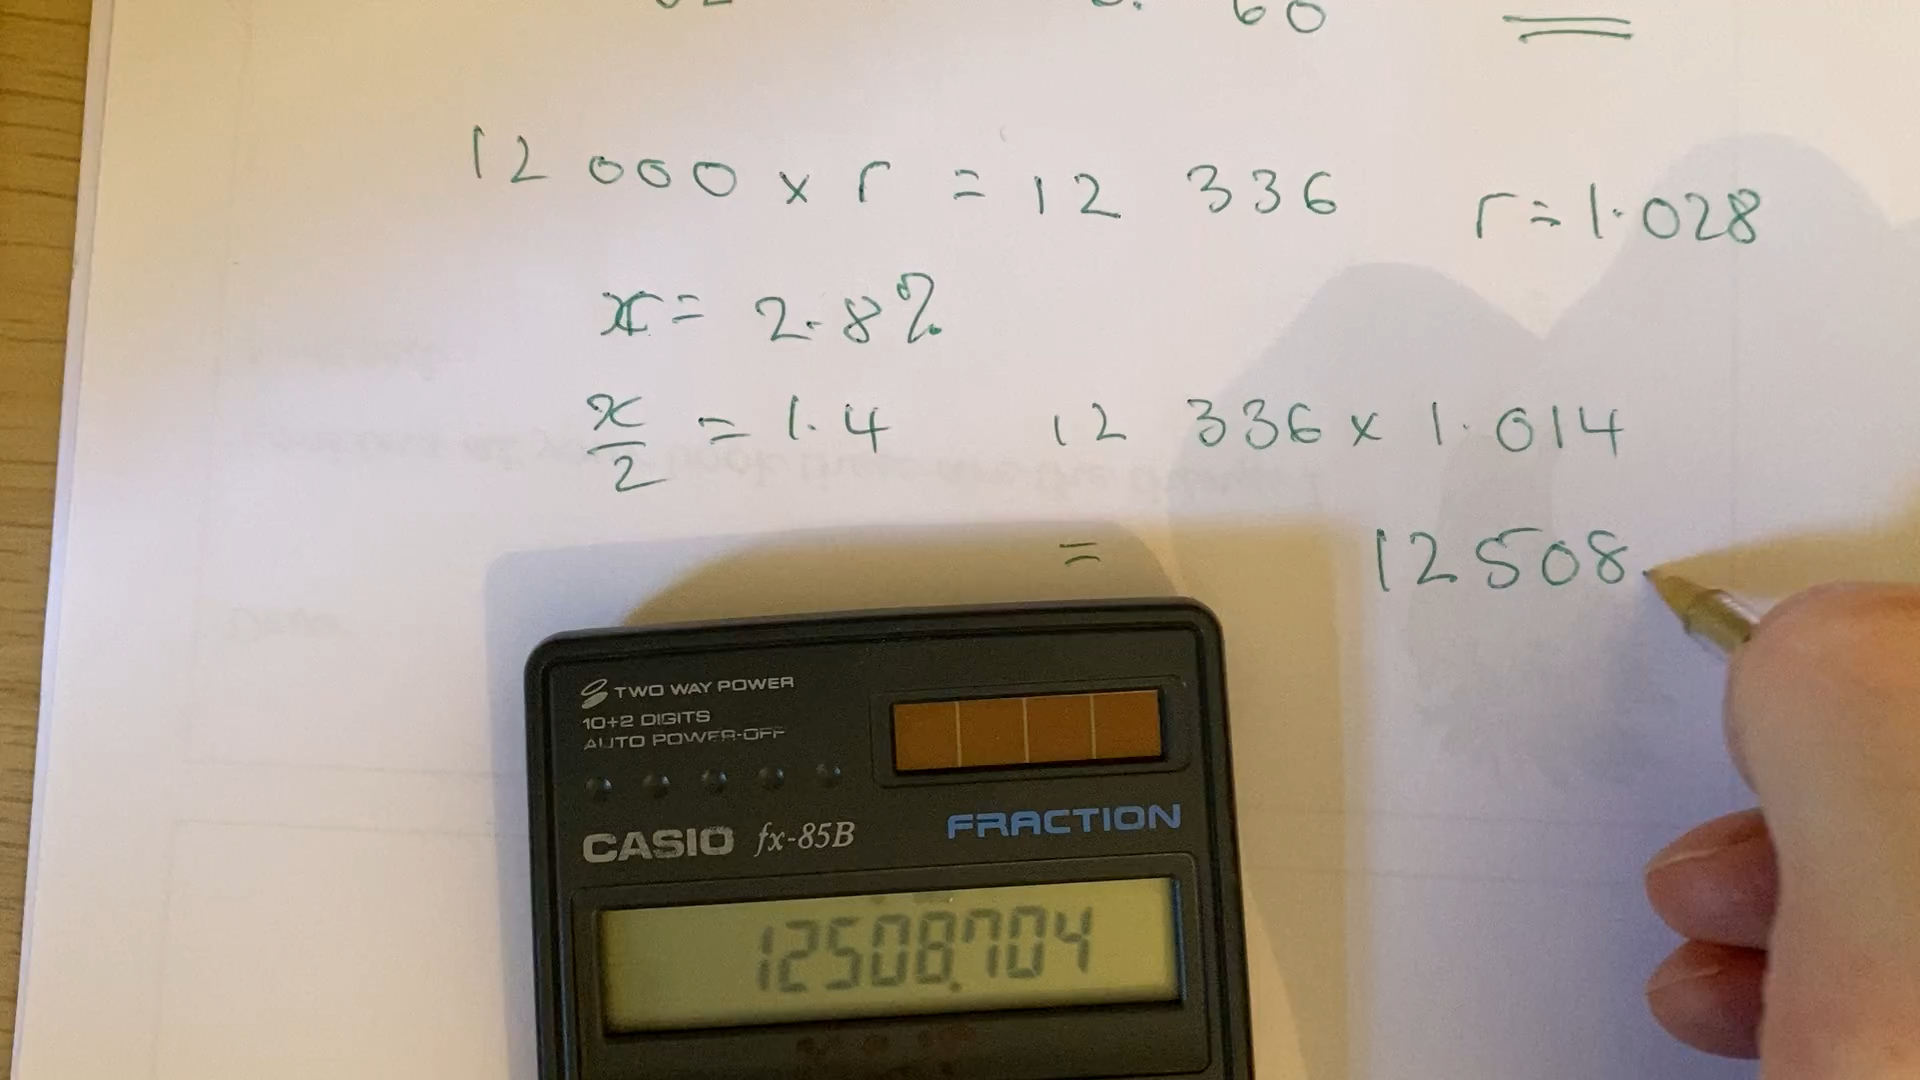 60
12 000 x r = 12 336 r = 1.028
x = 2.8%
x/2 = 1.4 12 336 x 1.014
= 12508.
TWO WAY POWER
10+2 DIGITS
AUTO POWER-OFF
CASIO fx-85B FRACTION
12508.704